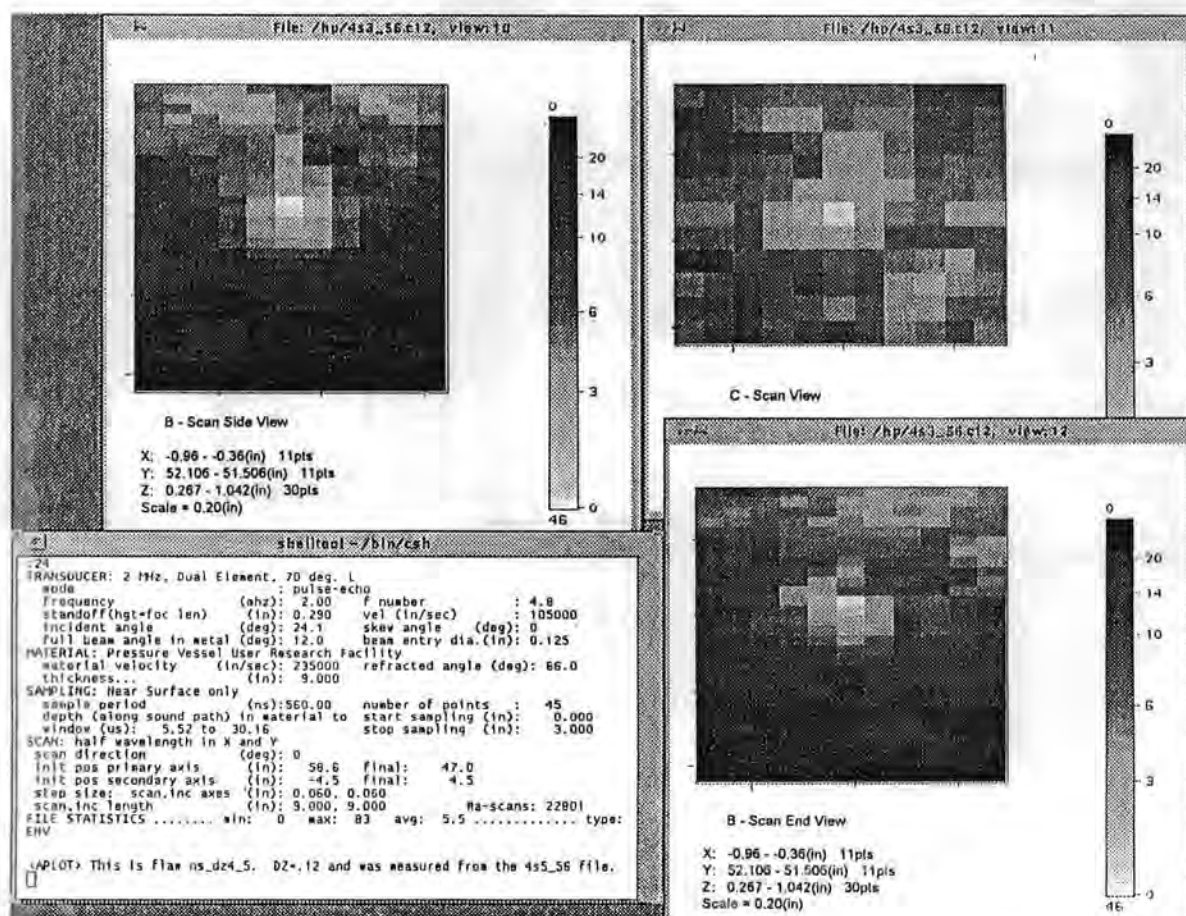 File: /hp/4s3_56.c12, view:10
0
20
14
10
6
3
0
46
B - Scan Side View
X: -0.96 - -0.36(in) 11pts
Y: 52.106 - 51.506(in) 11pts
Z: 0.267 - 1.042(in) 30pts
Scale = 0.20(in)
File: /hp/4s3_56.c12, view:11
0
20
14
10
6
3
C - Scan View
shelltool - /bin/csh
:24
TRANSDUCER: 2 MHz, Dual Element, 70 deg. L
mode : pulse-echo
frequency (mhz): 2.00 f number : 4.8
standoff(hgt+foc len) (in): 0.290 vel (in/sec) : 105000
incident angle (deg): 24.1 skew angle (deg): 0
full beam angle in metal (deg): 12.0 beam entry dia.(in): 0.125
MATERIAL: Pressure Vessel User Research Facility
material velocity (in/sec): 235000 refracted angle (deg): 66.0
thickness... (in): 9.000
SAMPLING: Near Surface only
sample period (ns):560.00 number of points : 45
depth (along sound path) in material to start sampling (in): 0.000
window (us): 5.52 to 30.16 stop sampling (in): 3.000
SCAN: half wavelength in X and Y
scan direction (deg): 0
init pos primary axis (in): 56.6 final: 47.0
init pos secondary axis (in): -4.5 final: 4.5
step size: scan,inc axes (in): 0.060, 0.060
scan,inc length (in): 9.000, 9.000 #a-scans: 22801
FILE STATISTICS ........ min: 0 max: 83 avg: 5.5 ............. type:
ENV
<APLOT> This is flaw ns_dz4_5. DZ=.12 and was measured from the 4s5_56 file.
File: /hp/4s3_56.c12, view:12
0
20
14
10
6
3
0
46
B - Scan End View
X: -0.96 - -0.36(in) 11pts
Y: 52.106 - 51.506(in) 11pts
Z: 0.267 - 1.042(in) 30pts
Scale = 0.20(in)